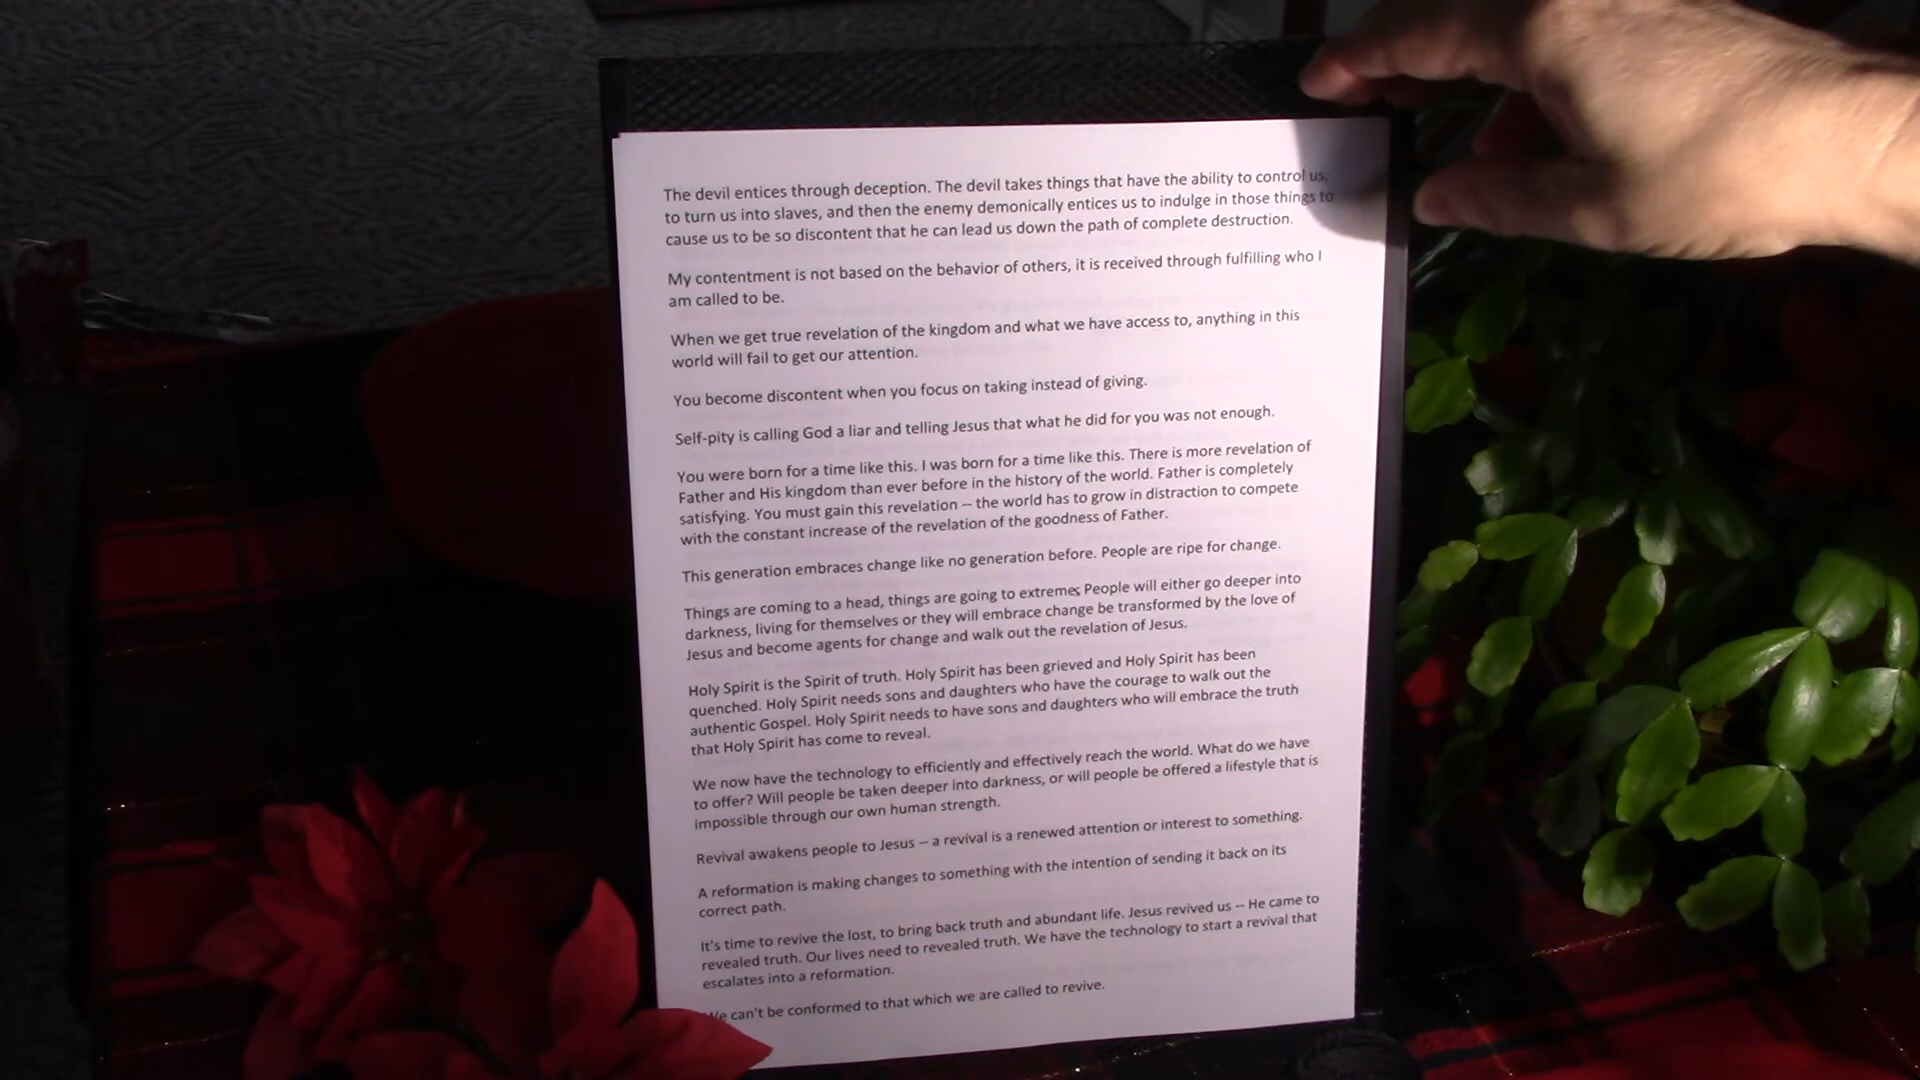 The devil entices through deception. The devil takes things that have the ability to control us,
to turn us into slaves, and then the enemy demonically entices us to indulge in those things to
cause us to be so discontent that he can lead us down the path of complete destruction.
My contentment is not based on the behavior of others, it is received through fulfilling who I
am called to be.
When we get true revelation of the kingdom and what we have access to, anything in this
world will fail to get our attention.
You become discontent when you focus on taking instead of giving.
Self-pity is calling God a liar and telling Jesus that what he did for you was not enough.
You were born for a time like this. I was born for a time like this. There is more revelation of
Father and His kingdom than ever before in the history of the world. Father is completely
satisfying. You must gain this revelation – the world has to grow in distraction to compete
with the constant increase of the revelation of the goodness of Father.
This generation embraces change like no generation before. People are ripe for change.
Things are coming to a head, things are going to extremes People will either go deeper into
darkness, living for themselves or they will embrace change be transformed by the love of
Jesus and become agents for change and walk out the revelation of Jesus.
Holy Spirit is the Spirit of truth. Holy Spirit has been grieved and Holy Spirit has been
quenched. Holy Spirit needs sons and daughters who have the courage to walk out the
authentic Gospel. Holy Spirit needs to have sons and daughters who will embrace the truth
that Holy Spirit has come to reveal.
We now have the technology to efficiently and effectively reach the world. What do we have
to offer? Will people be taken deeper into darkness, or will people be offered a lifestyle that is
impossible through our own human strength.
Revival awakens people to Jesus – a revival is a renewed attention or interest to something.
A reformation is making changes to something with the intention of sending it back on its
correct path.
It's time to revive the lost, to bring back truth and abundant life. Jesus revived us – He came to
revealed truth. Our lives need to revealed truth. We have the technology to start a revival that
escalates into a reformation.
We can't be conformed to that which we are called to revive.